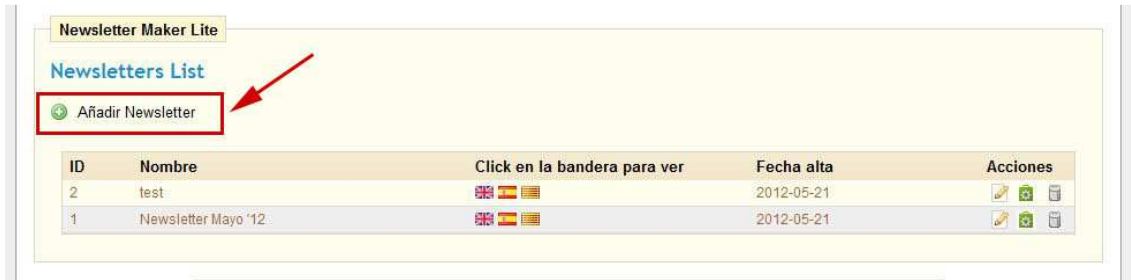 Newsletter Maker Lite
Newsletters List
Añadir Newsletter
ID Nombre Click en la bandera para ver Fecha alta Acciones
2 test 2012-05-21
1 Newsletter Mayo '12 2012-05-21